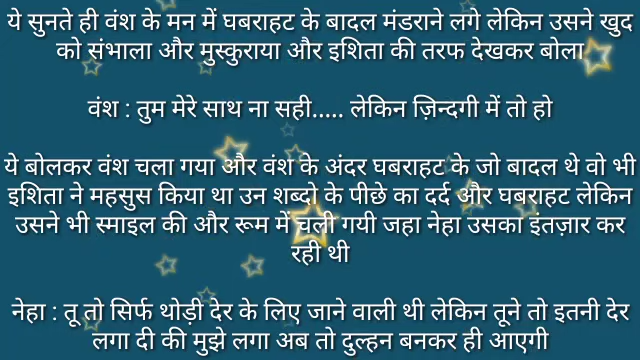 ये सुनते ही वंश के मन में घबराहट के बादल मंडराने लगे लेकिन उसने खुद
को संभाला और मुस्कुराया और इशिता की तरफ देखकर बोला
वंश : तुम मेरे साथ ना सही..... लेकिन ज़िन्दगी में तो हो
ये बोलकर वंश चला गया और वंश के अंदर घबराहट के जो बादल थे वो भी
इशिता ने महसुस किया था उन शब्दो के पीछे का दर्द और घबराहट लेकिन
उसने भी स्माइल की और रूम में चली गयी जहा नेहा उसका इंतज़ार कर
रही थी
नेहा : तू तो सिर्फ थोड़ी देर के लिए जाने वाली थी लेकिन तूने तो इतनी देर
लगा दी की मुझे लगा अब तो दुल्हन बनकर ही आएगी